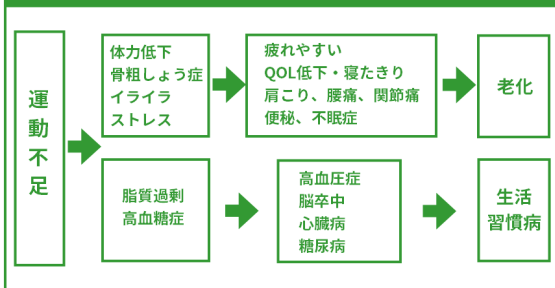 運動不足
体力低下
骨粗しょう症
イライラ
ストレス
疲れやすい
QOL低下・寝たきり
肩こり、腰痛、関節痛
便秘、不眠症
老化
脂質過剰
高血糖症
高血圧症
脳卒中
心臓病
糖尿病
生活
習慣病